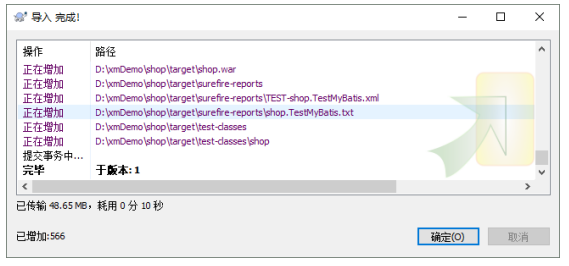 导入 完成!
操作 路径
正在增加 D:\xmDemo\shop\target\shop.war
正在增加 D:\xmDemo\shop\target\surefire-reports
正在增加 D:\xmDemo\shop\target\surefire-reports\TEST-shop.TestMyBatis.xml
正在增加 D:\xmDemo\shop\target\surefire-reports\shop.TestMyBatis.txt
正在增加 D:\xmDemo\shop\target\test-classes
正在增加 D:\xmDemo\shop\target\test-classes\shop
提交事务中...
完毕 于版本: 1
已传输 48.65 MB，耗用 0 分 10 秒
已增加:566
确定(O) 取消